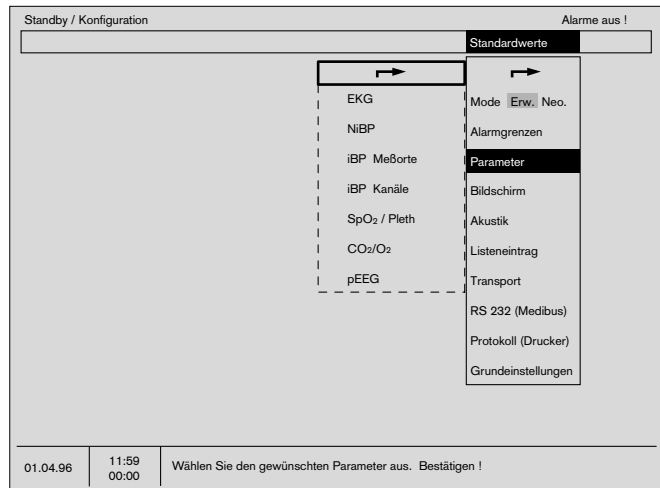 Standby / Konfiguration
Alarme aus !
Standardwerte
EKG
NiBP
iBP Meßorte
iBP Kanäle
SpO₂ / Pleth
CO₂/O₂
pEEG
Mode Erw. Neo.
Alarmgrenzen
Parameter
Bildschirm
Akustik
Listeneintrag
Transport
RS 232 (Medibus)
Protokoll (Drucker)
Grundeinstellungen
01.04.96
11:59
00:00
Wählen Sie den gewünschten Parameter aus. Bestätigen !